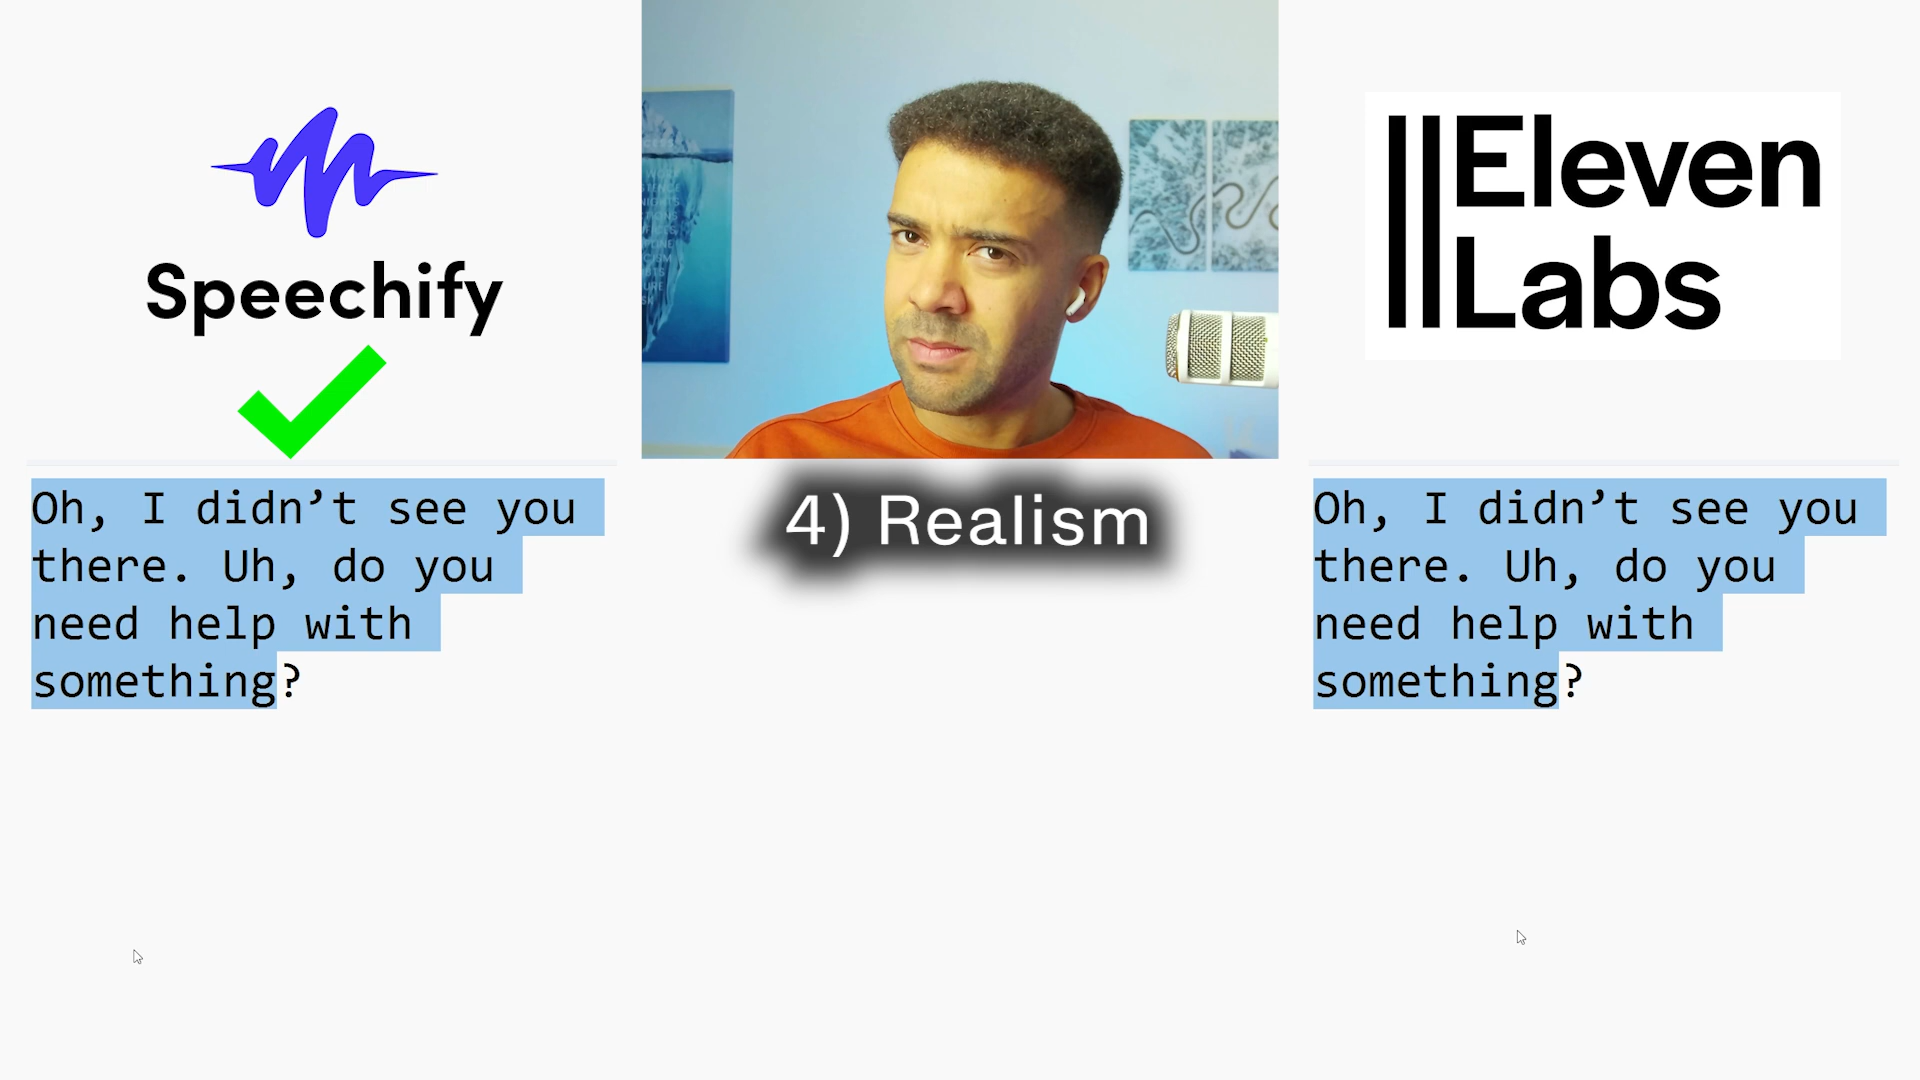 Speechify
Oh, I didn’t see you
there. Uh, do you
need help with
something?
4) Realism
Eleven
Labs
Oh, I didn’t see you
there. Uh, do you
need help with
something?